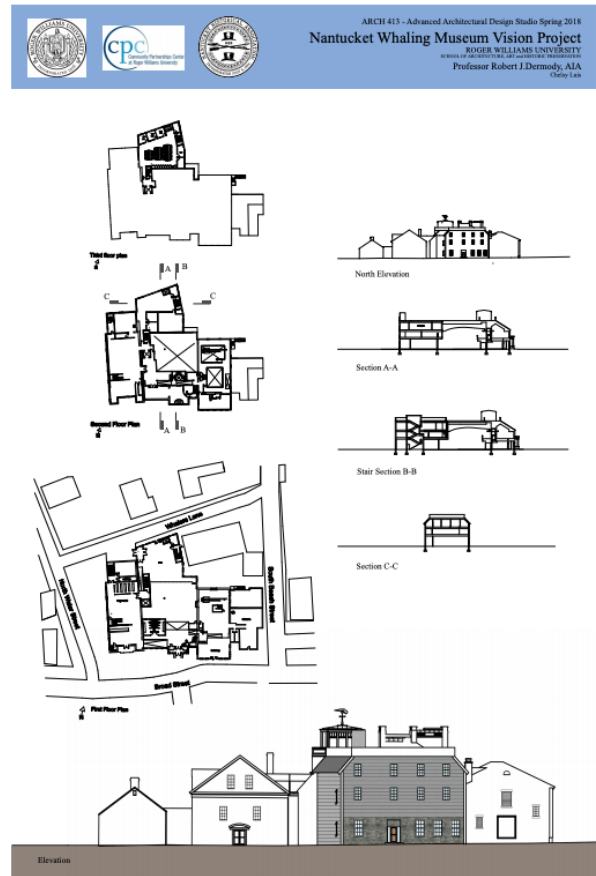 ARCH 413 - Advanced Architectural Design Studio Spring 2018
Nantucket Whaling Museum Vision Project
ROGER WILLIAMS UNIVERSITY
SCHOOL OF ARCHITECTURE, ART and HISTORIC PRESERVATION
Professor Robert J.Dermody, AIA
Chelsy Luis
cpc
Community Partnerships Center
at Roger Williams University
Third floor plan
N
A B
C C
Second Floor Plan
N
A B
North Elevation
Section A-A
Stair Section B-B
Section C-C
Whalers Lane
North Water Street
South Beach Street
Broad Street
First Floor Plan
N
Elevation